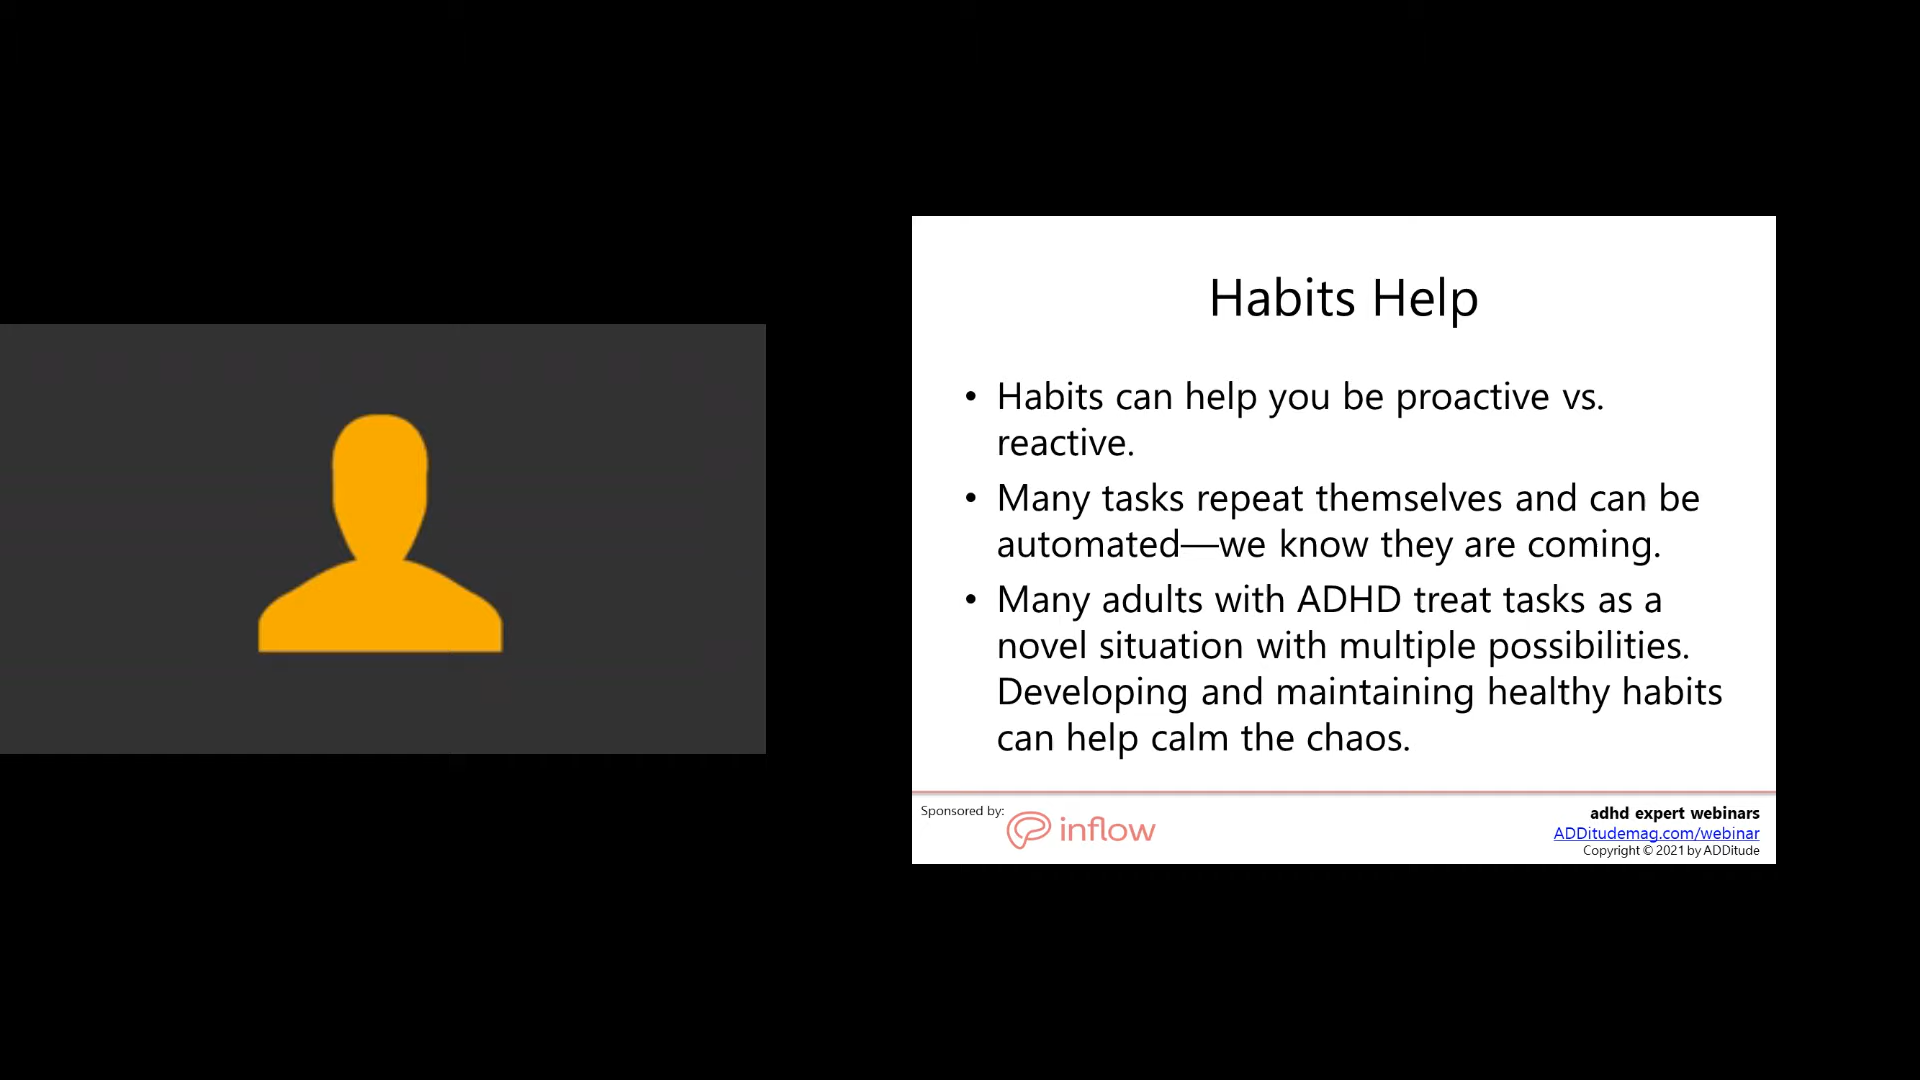 Habits Help
• Habits can help you be proactive vs.
reactive.
• Many tasks repeat themselves and can be
automated—we know they are coming.
• Many adults with ADHD treat tasks as a
novel situation with multiple possibilities.
Developing and maintaining healthy habits
can help calm the chaos.
Sponsored by:
inflow
adhd expert webinars
ADDitudemag.com/webinar
Copyright © 2021 by ADDitude